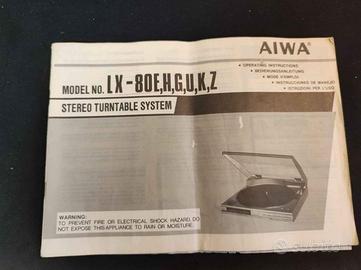 AIWA®
• OPERATING INSTRUCTIONS
• BEDIENUNGSANLEITUNG
• MODE D'EMPLOI
• INSTRUCCIONES DE MANEJO
• ISTRUZIONI PER L'USO
MODEL NO. LX-80E,H,G,U,K,Z
STEREO TURNTABLE SYSTEM
WARNING:
TO PREVENT FIRE OR ELECTRICAL SHOCK HAZARD, DO
NOT EXPOSE THIS APPLIANCE TO RAIN OR MOISTURE.
subito